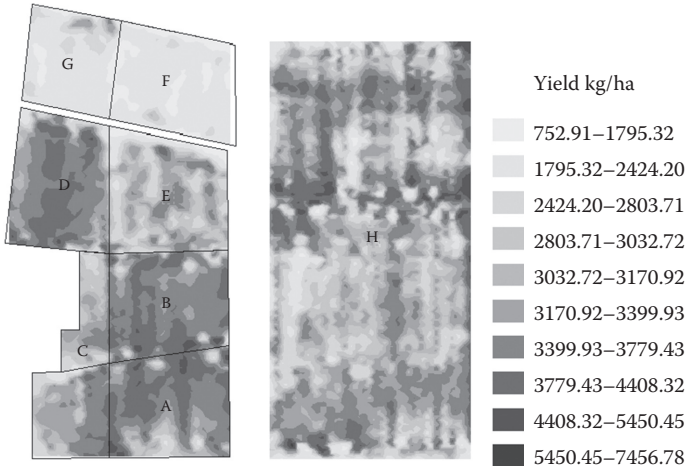 G
F
D
E
H
B
C
A
Yield kg/ha
752.91–1795.32
1795.32–2424.20
2424.20–2803.71
2803.71–3032.72
3032.72–3170.92
3170.92–3399.93
3399.93–3779.43
3779.43–4408.32
4408.32–5450.45
5450.45–7456.78